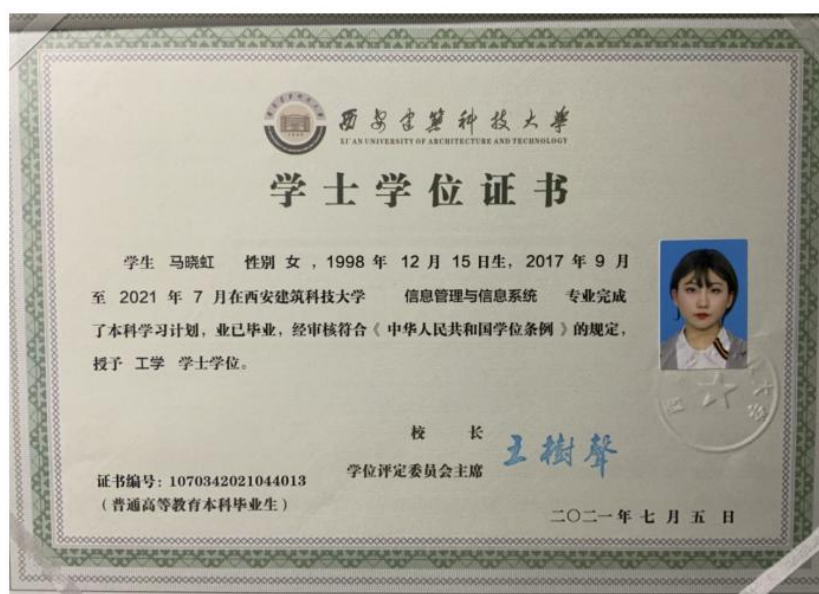 西安建筑科技大学
XI'AN UNIVERSITY OF ARCHITECTURE AND TECHNOLOGY
学士学位证书
学生 马晓虹 性别 女 ，1998 年 12 月 15 日生，2017 年 9 月
至 2021 年 7 月在西安建筑科技大学 信息管理与信息系统 专业完成
了本科学习计划，业已毕业，经审核符合《 中华人民共和国学位条例 》的规定，
授予 工学 学士学位。
校 长
学位评定委员会主席
王樹聲
证书编号：1070342021044013
（普通高等教育本科毕业生）
二〇二一年七月五日